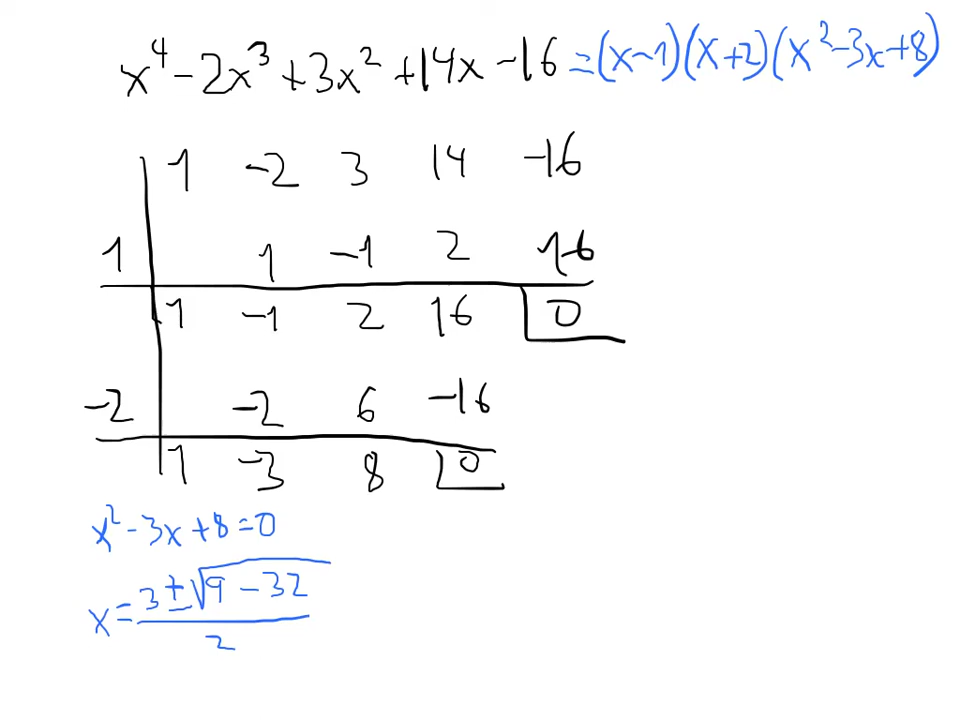 x⁴ - 2x³ + 3x² + 14x - 16 = (x-1)(x+2)(x²-3x+8)
1 -2 3 14 -16
1 1 -1 2 16
1 -1 2 16 0
-2 -2 6 -16
1 -3 8 0
x² - 3x + 8 = 0
x = (3 ± √(9 - 32)) / 2